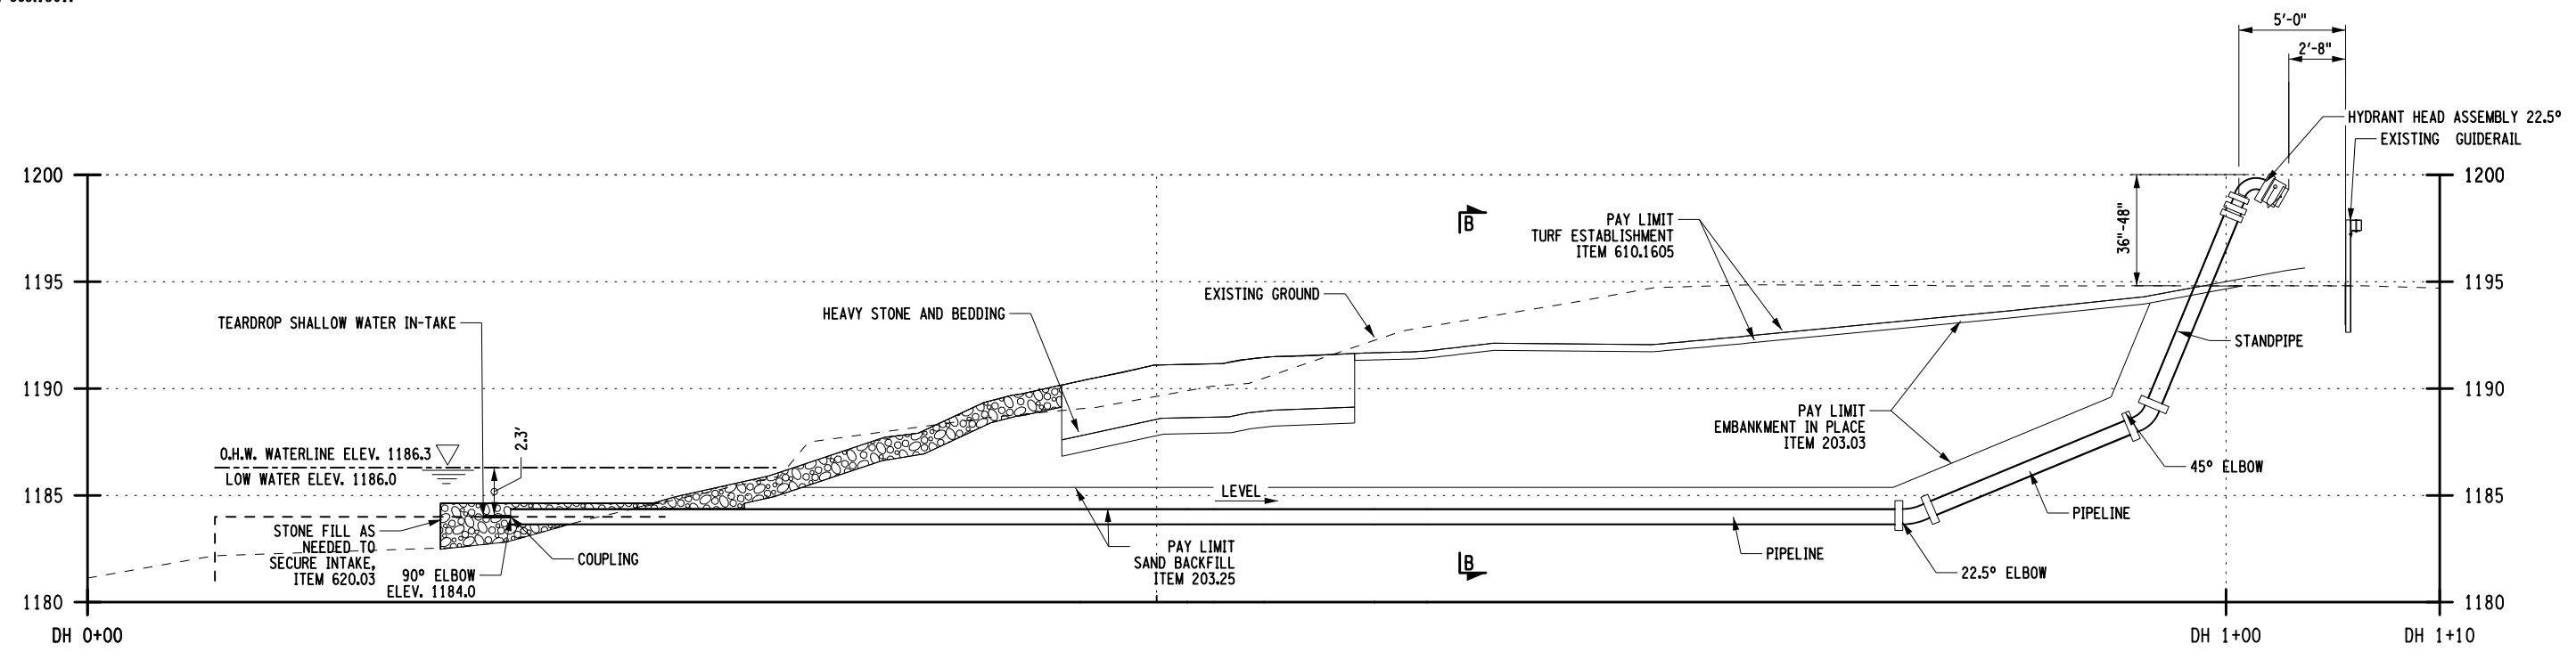 5'-0"
2'-8"
HYDRANT HEAD ASSEMBLY 22.5°
EXISTING GUIDERAIL
1200
1200
36"-48"
B
PAY LIMIT
TURF ESTABLISHMENT
ITEM 610.1605
1195
1195
EXISTING GROUND
HEAVY STONE AND BEDDING
TEARDROP SHALLOW WATER IN-TAKE
STANDPIPE
1190
1190
PAY LIMIT
EMBANKMENT IN PLACE
ITEM 203.03
2.3'
O.H.W. WATERLINE ELEV. 1186.3
LOW WATER ELEV. 1186.0
45° ELBOW
1185
LEVEL
1185
PIPELINE
STONE FILL AS
NEEDED TO
SECURE INTAKE,
ITEM 620.03
90° ELBOW
ELEV. 1184.0
COUPLING
PAY LIMIT
SAND BACKFILL
ITEM 203.25
B
PIPELINE
22.5° ELBOW
1180
1180
DH 0+00
DH 1+00
DH 1+10